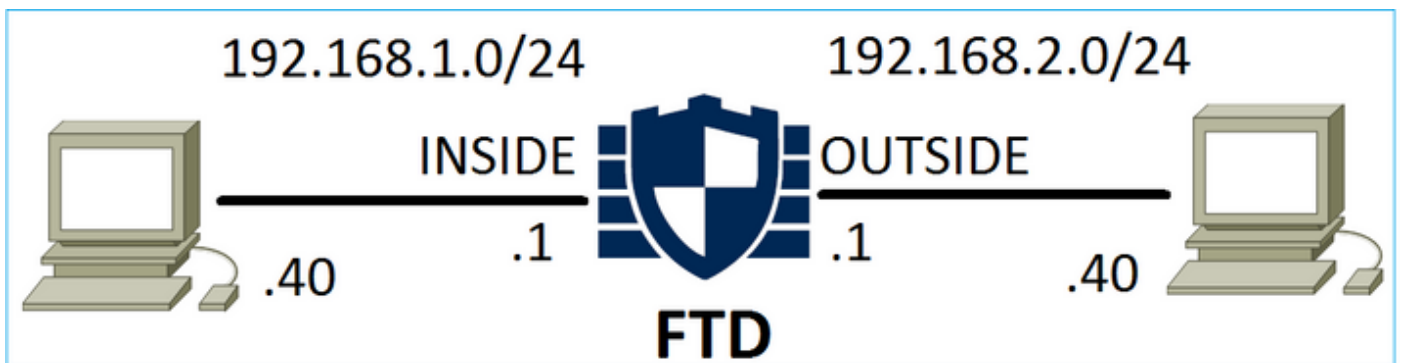 192.168.1.0/24
192.168.2.0/24
INSIDE
OUTSIDE
.40
.1
.1
.40
FTD